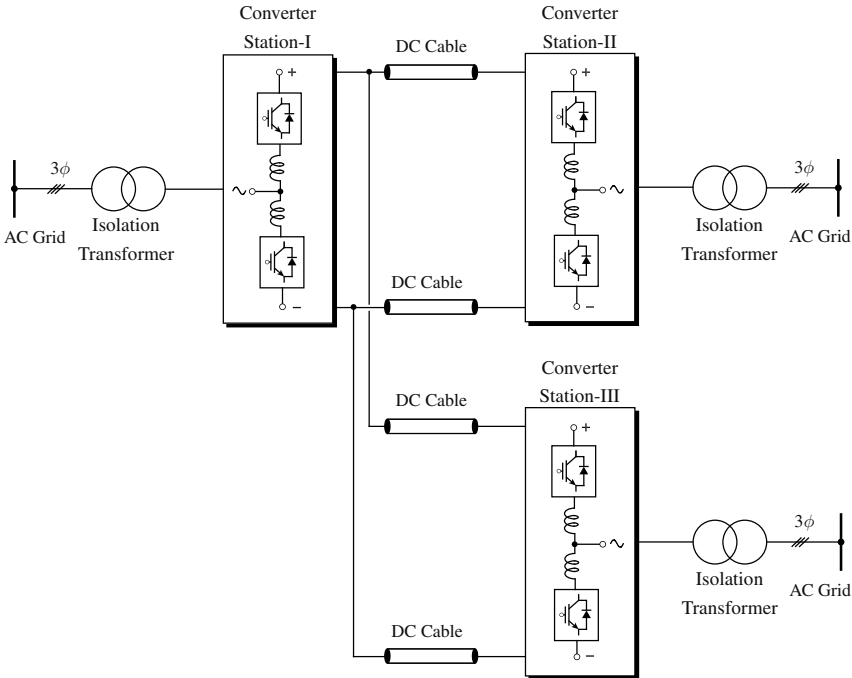 Converter
Station-I
DC Cable
Converter
Station-II
+
+
3ϕ
3ϕ
∼
∼
AC Grid
Isolation
Transformer
Isolation
Transformer
AC Grid
DC Cable
−
−
Converter
Station-III
DC Cable
+
3ϕ
∼
Isolation
Transformer
AC Grid
DC Cable
−